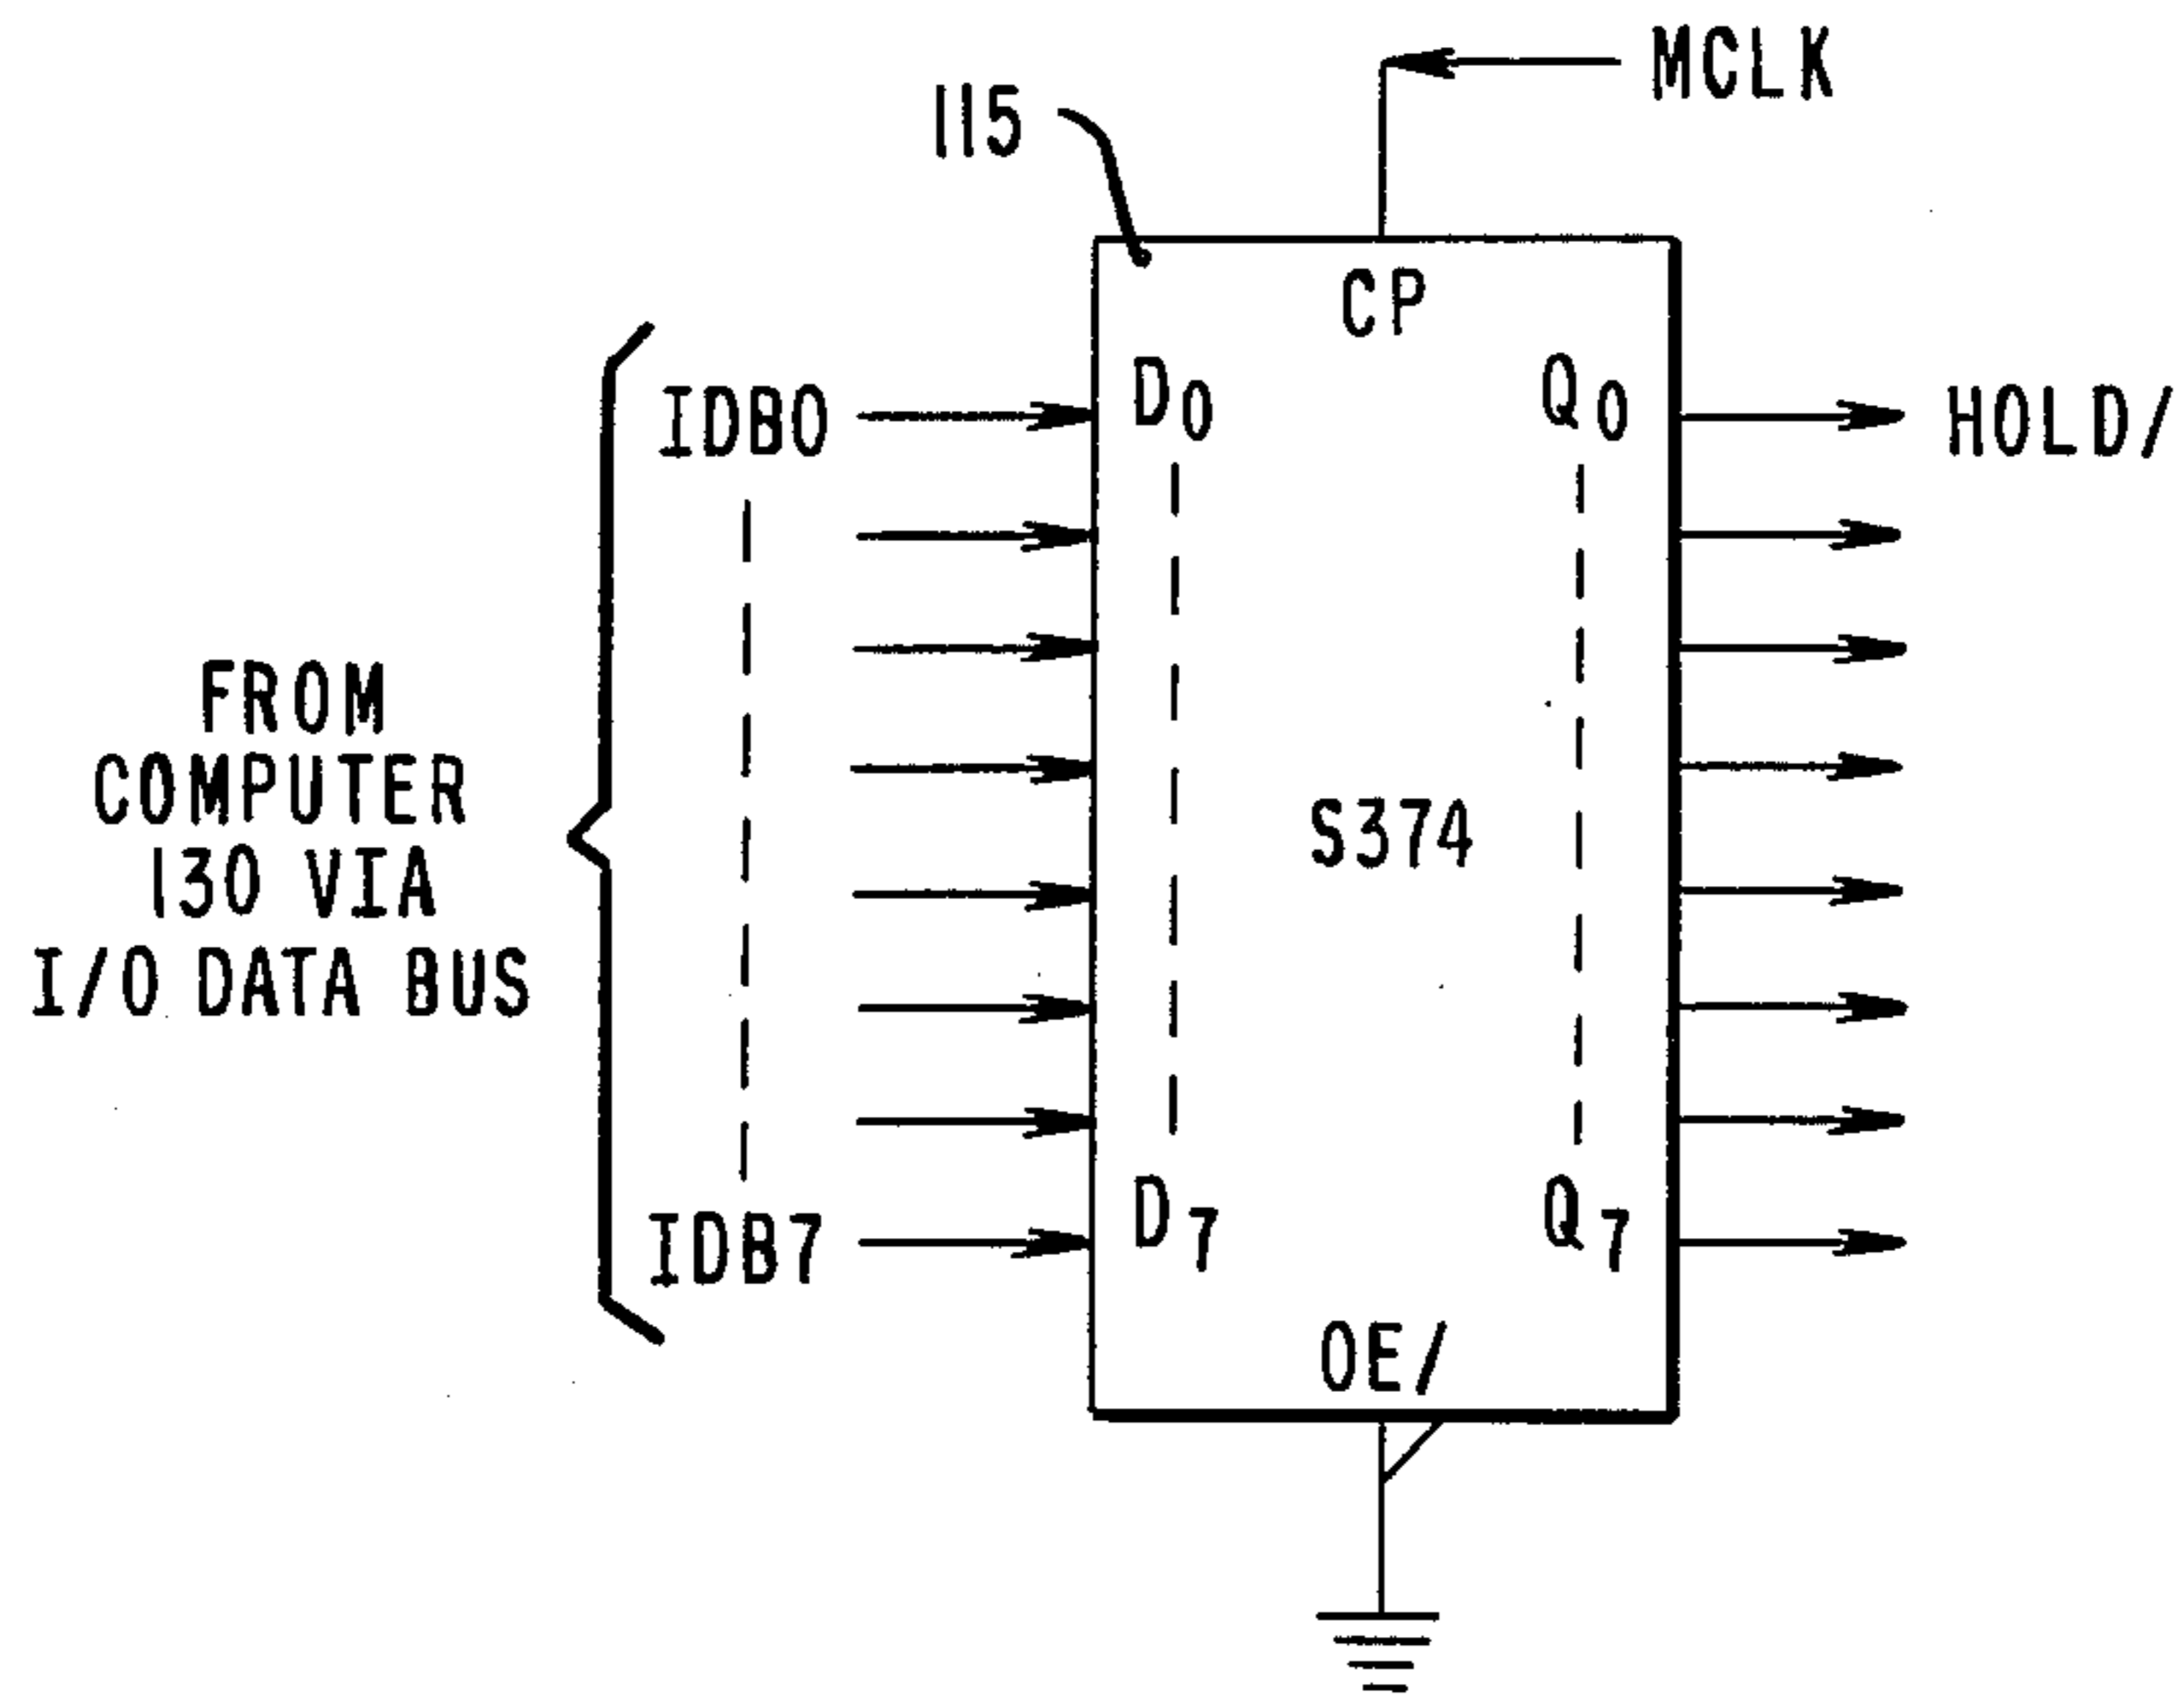 MCLK
115
CP
IDB0 D0 Q0 HOLD/
FROM
COMPUTER
130 VIA
I/O DATA BUS
S374
IDB7 D7 Q7
OE/